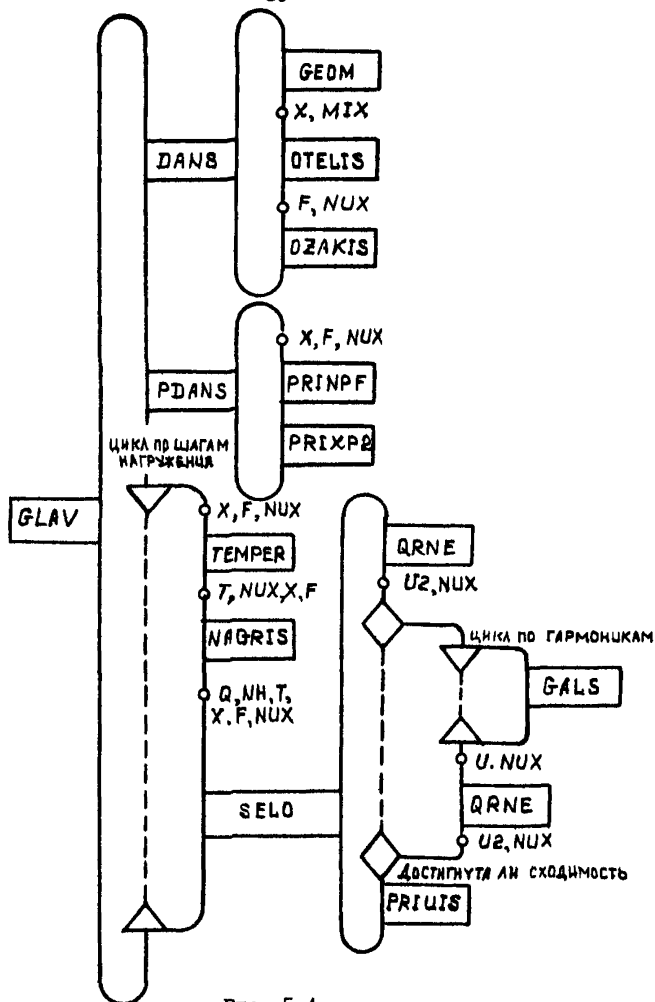 GEOM
X, MIX
DANS
OTELIS
F, NUX
OZAKIS
X, F, NUX
PDANS
PRINPF
PRIXP2
ЦИКЛ ПО ШАГАМ
НАГРУЖЕНИЯ
GLAV
X, F, NUX
TEMPER
T, NUX, X, F
NAGRIS
Q, NH, T,
X, F, NUX
SELO
QRNE
U2, NUX
ЦИКЛ ПО ГАРМОНИКАМ
GALS
U. NUX
QRNE
U2, NUX
ДОСТИГНУТА ЛИ СХОДИМОСТЬ
PRIUIS